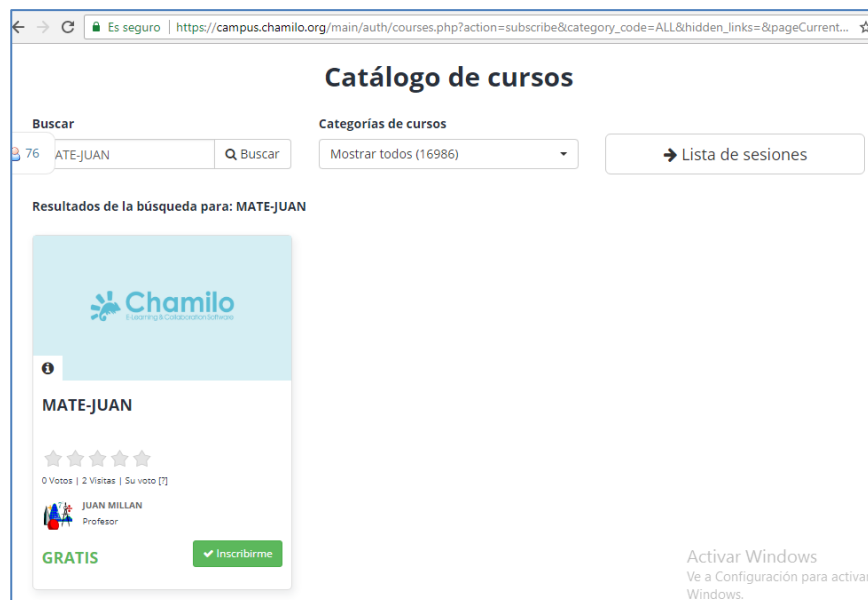 Es seguro | https://campus.chamilo.org/main/auth/courses.php?action=subscribe&category_code=ALL&hidden_links=&pageCurrent...
Catálogo de cursos
Buscar
Categorías de cursos
76
ATE-JUAN
Buscar
Mostrar todos (16986)
Lista de sesiones
Resultados de la búsqueda para: MATE-JUAN
Chamilo
E-Learning & Collaboration Software
MATE-JUAN
0 Votos | 2 Visitas | Su voto [?]
JUAN MILLAN
Profesor
GRATIS
Inscribirme
Activar Windows
Ve a Configuración para activar
Windows.